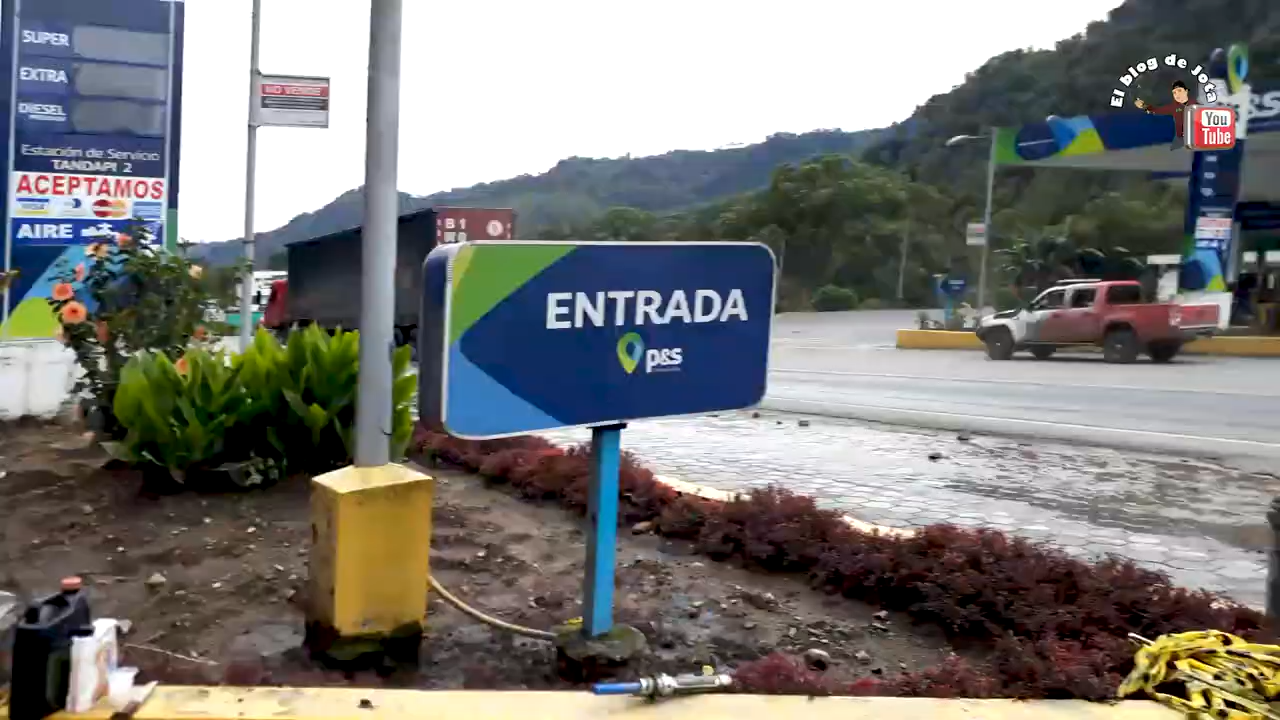 SUPER
EXTRA
DIESEL
Estación de Servicio
TANDAPI 2
ACEPTAMOS
VISA
AIRE
NO VENDE
B1
ENTRADA
p&s
El blog de Jota
You
Tube